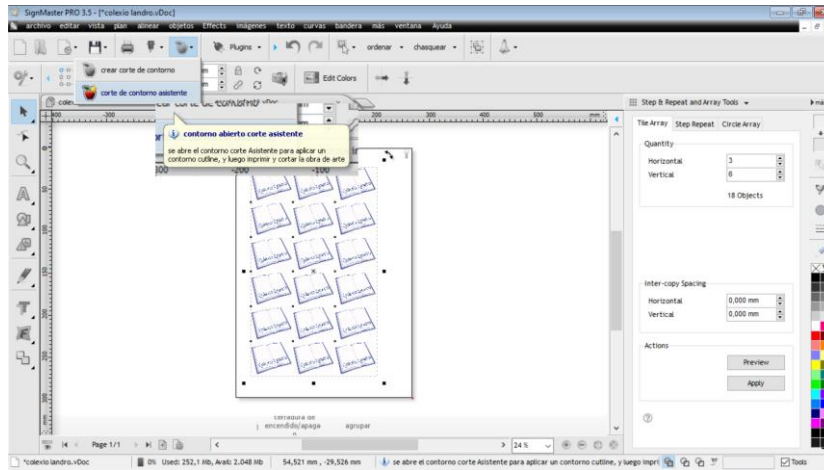 SignMaster PRO 3.5 - [*colexio landro.vDoc]
archivo editar vista plan alinear objetos Effects imágenes texto curvas bandera más ventana Ayuda
Plugins ordenar chasquear
crear corte de contorno
Edit Colors
corte de contorno asistente
contorno abierto corte asistente
se abre el contorno corte Asistente para aplicar un
contorno cutline, y luego imprimir y cortar la obra de arte
Step & Repeat and Array Tools
Tile Array Step Repeat Circle Array
Quantity
Horizontal 3
Vertical 6
18 Objects
Inter-copy Spacing
Horizontal 0,000 mm
Vertical 0,000 mm
Actions
Preview
Apply
encendido/apaga agrupar
Page 1/1 24 %
*colexio landro.vDoc 0% Used: 252,1 Mb, Avail: 2.048 Mb 54,521 mm , -29,526 mm se abre el contorno corte Asistente para aplicar un contorno cutline, y luego impri Tools